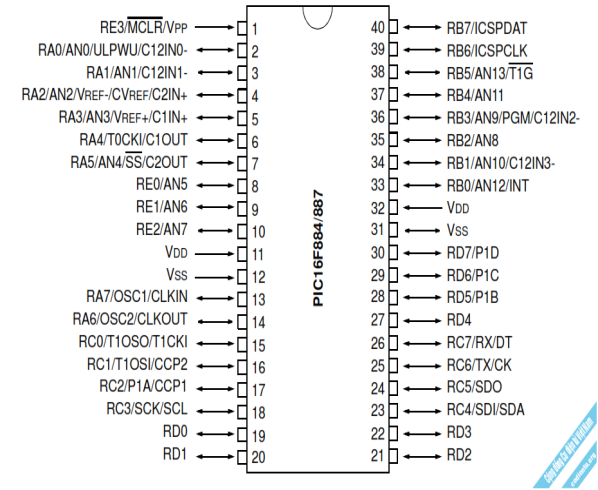 RE3/MCLR/VPP 1
RA0/AN0/ULPWU/C12IN0- 2
RA1/AN1/C12IN1- 3
RA2/AN2/VREF-/CVREF/C2IN+ 4
RA3/AN3/VREF+/C1IN+ 5
RA4/T0CKI/C1OUT 6
RA5/AN4/SS/C2OUT 7
RE0/AN5 8
RE1/AN6 9
RE2/AN7 10
VDD 11
VSS 12
RA7/OSC1/CLKIN 13
RA6/OSC2/CLKOUT 14
RC0/T1OSO/T1CKI 15
RC1/T1OSI/CCP2 16
RC2/P1A/CCP1 17
RC3/SCK/SCL 18
RD0 19
RD1 20
PIC16F884/887
40 RB7/ICSPDAT
39 RB6/ICSPCLK
38 RB5/AN13/T1G
37 RB4/AN11
36 RB3/AN9/PGM/C12IN2-
35 RB2/AN8
34 RB1/AN10/C12IN3-
33 RB0/AN12/INT
32 VDD
31 VSS
30 RD7/P1D
29 RD6/P1C
28 RD5/P1B
27 RD4
26 RC7/RX/DT
25 RC6/TX/CK
24 RC5/SDO
23 RC4/SDI/SDA
22 RD3
21 RD2